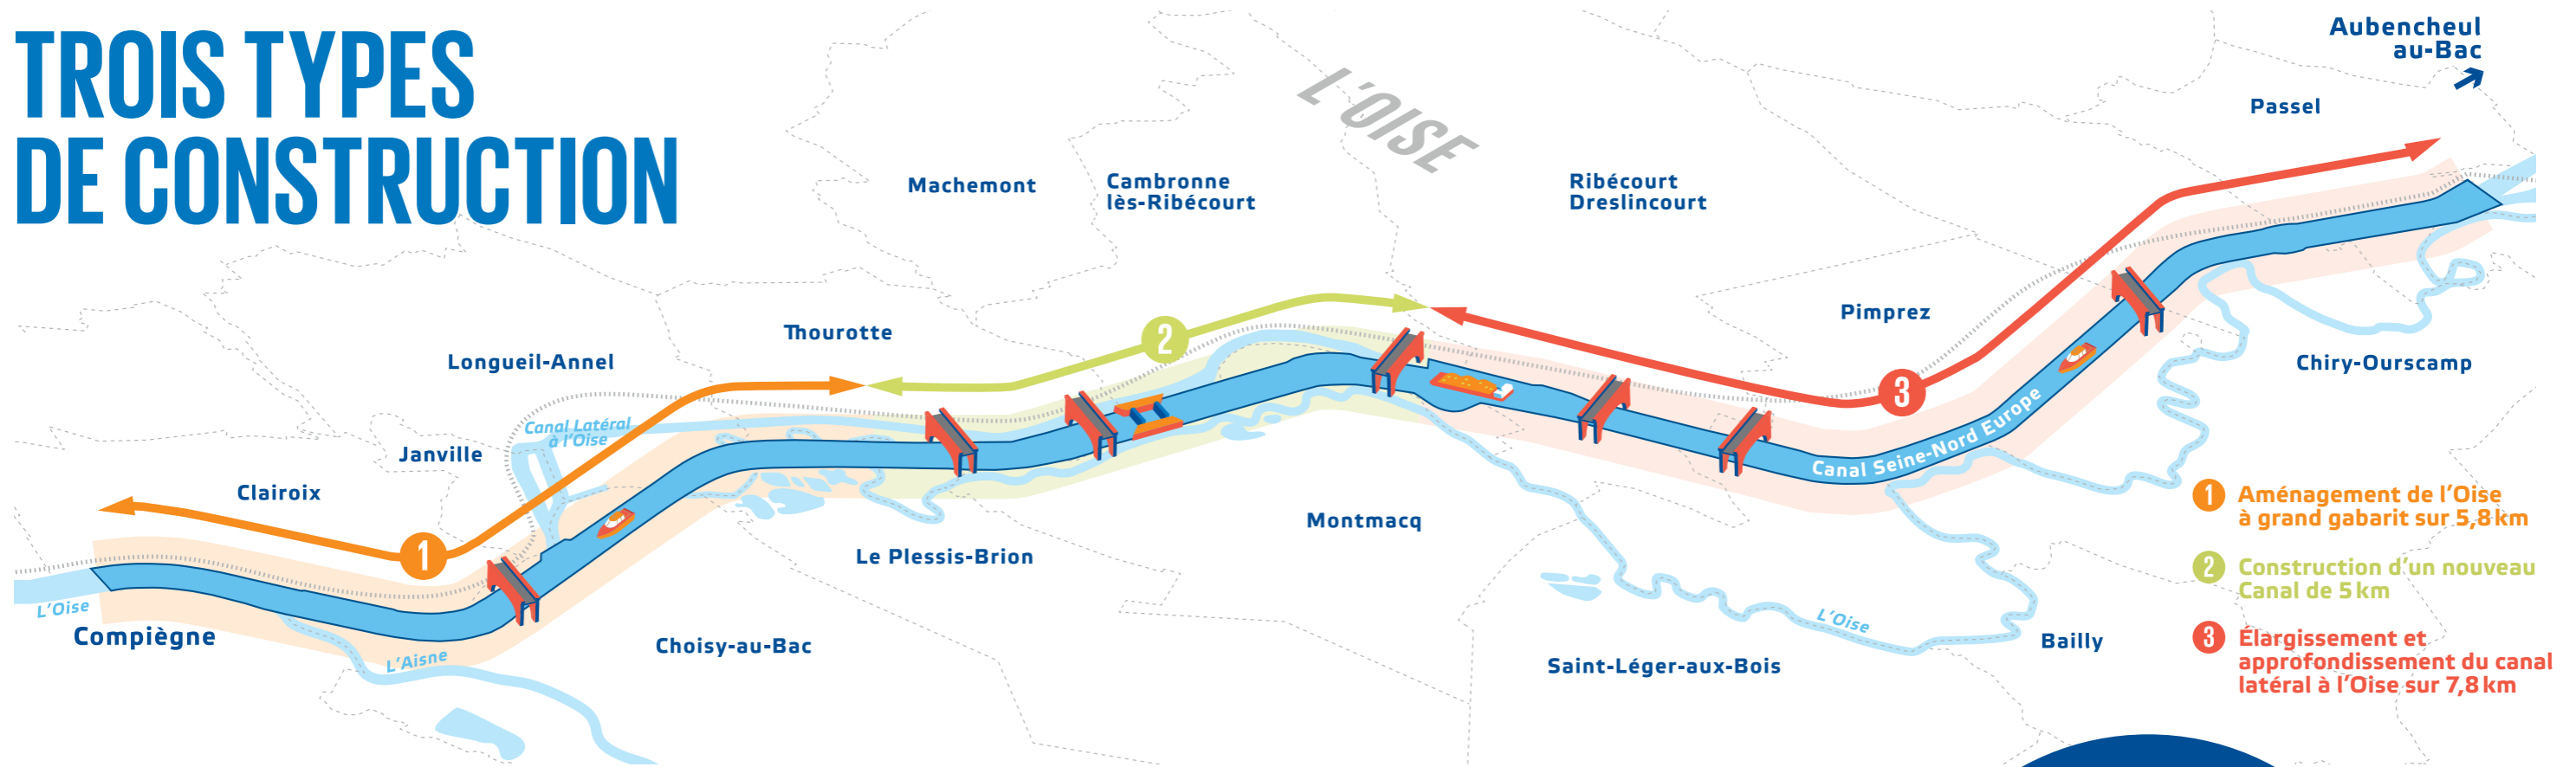 TROIS TYPES
DE CONSTRUCTION
L'OISE
Aubencheul
au-Bac
Passel
Machemont
Cambronne
lès-Ribécourt
Ribécourt
Dreslincourt
Pimprez
Chiry-Ourscamp
Thourotte
2
Longueil-Annel
3
Canal Latéral
à l'Oise
Janville
Canal Seine-Nord Europe
Clairoix
1
Montmacq
Le Plessis-Brion
L'Oise
Compiègne
L'Aisne
Choisy-au-Bac
L'Oise
Saint-Léger-aux-Bois
Bailly
1 Aménagement de l'Oise
à grand gabarit sur 5,8 km
2 Construction d'un nouveau
Canal de 5 km
3 Élargissement et
approfondissement du canal
latéral à l'Oise sur 7,8 km